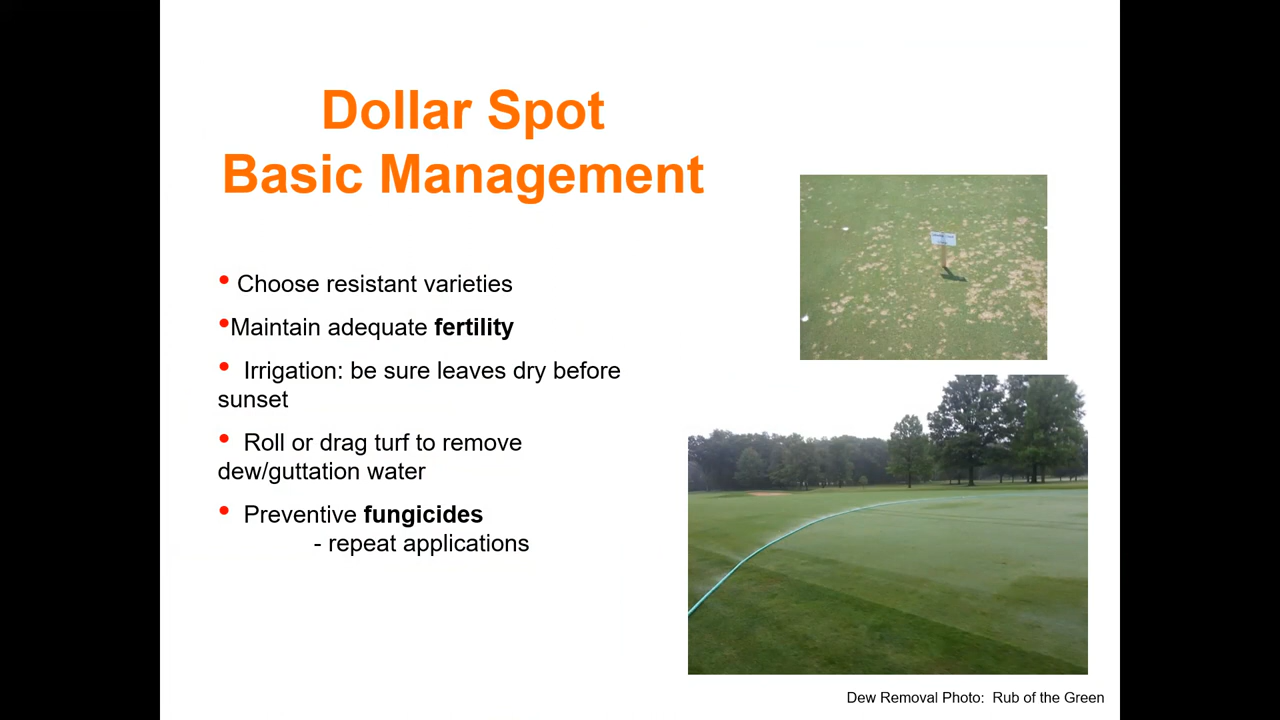 Dollar Spot
Basic Management
• Choose resistant varieties
•Maintain adequate fertility
• Irrigation: be sure leaves dry before
sunset
• Roll or drag turf to remove
dew/guttation water
• Preventive fungicides
- repeat applications
Dew Removal Photo: Rub of the Green